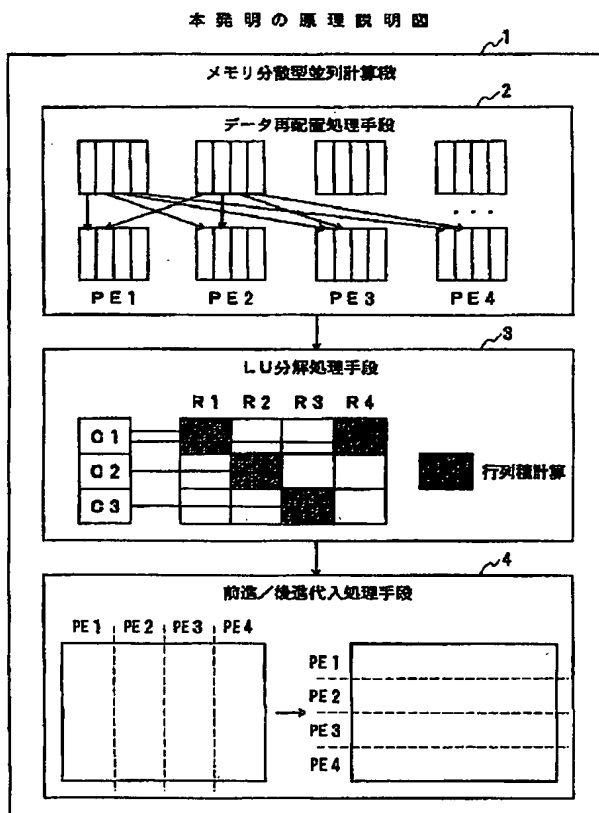 本発明の原理説明図
1
メモリ分散型並列計算機
2
データ再配置処理手段
...
PE1 PE2 PE3 PE4
3
LU分解処理手段
R1 R2 R3 R4
C1
C2
C3
行列積計算
4
前進/後進代入処理手段
PE1 PE2 PE3 PE4
PE1
PE2
PE3
PE4